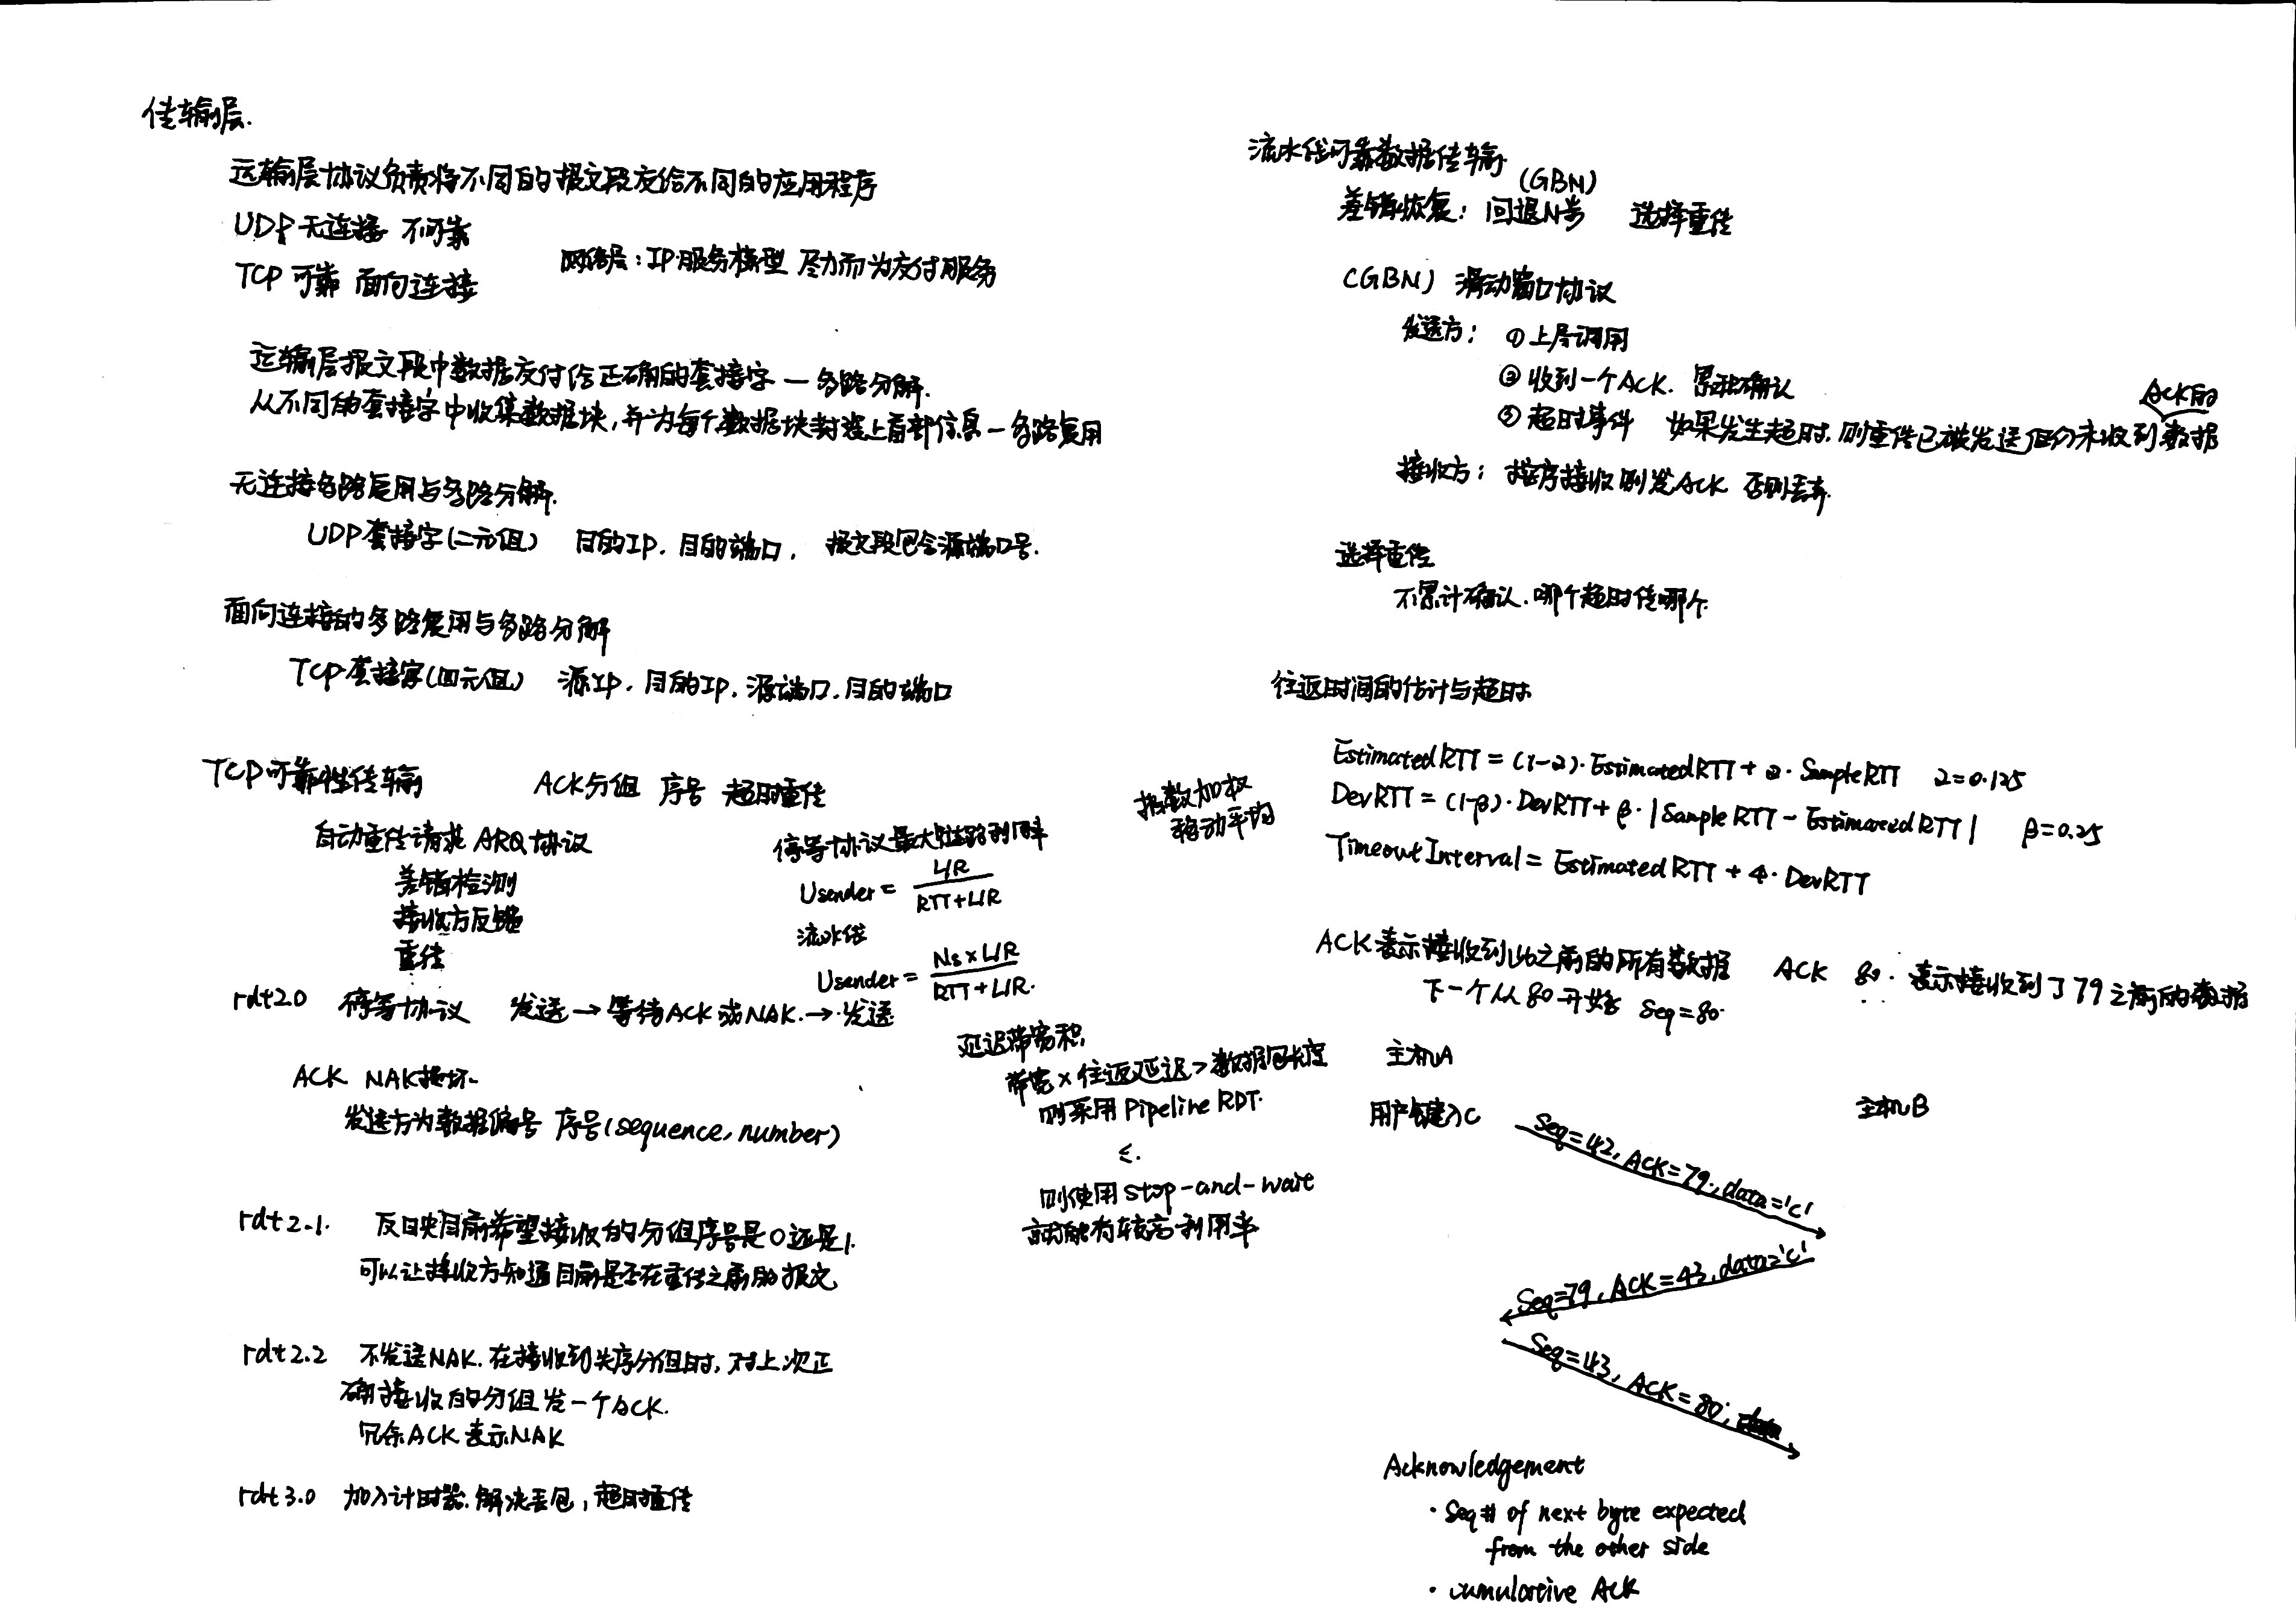 传输层.
运输层协议负责将不同的报文段交给不同的应用程序
UDP 无连接 不可靠
TCP 可靠 面向连接
网络层：IP服务模型 尽力而为交付服务
运输层报文段中数据交付给正确的套接字 — 多路分解.
从不同的套接字中收集数据块,并为每个数据块封装上首部信息 — 多路复用
无连接多路复用与多路分解.
UDP套接字(二元组) 目的IP. 目的端口, 报文段包含源端口号.
面向连接的多路复用与多路分解
TCP套接字(四元组) 源IP. 目的IP. 源端口. 目的端口
TCP可靠性传输 ACK分组 序号 超时重传
自动重传请求 ARQ协议
差错检测
接收方反馈
重传
停等协议最大链路利用率
Usender = L/R / RTT+L/R
流水线
Usender = Ns×L/R / RTT+L/R.
rdt2.0 停等协议 发送→等待ACK或NAK.→发送
ACK NAK损坏.
发送方为数据编号 序号(sequence, number)
延迟带宽积,
带宽×往返延迟>数据包长度
则采用 Pipeline RDT.
≤.
则使用 stop-and-wait
就能有较高利用率
rdt2.1. 反映目前希望接收的分组序号是0还是1.
可以让接收方知道目前是否在重传之前的报文
rdt2.2 不发送NAK. 在接收到失序分组时, 对上次正
确接收的分组发一个ACK.
冗余ACK表示NAK
rdt3.0 加入计时器.解决丢包, 超时重传
流水线可靠数据传输
(GBN)
差错恢复: 回退N步 选择重传
(GBN) 滑动窗口协议
发送方: ①上层调用
②收到一个ACK. 累积确认
③超时事件 如果发生超时.则重传已被发送但仍未收到ACK的数据
接收方: 按序接收则发ACK 否则丢弃.
选择重传
不累计确认.哪个超时传哪个.
往返时间的估计与超时.
指数加权
移动平均
EstimatedRTT = (1-α)·EstimatedRTT + α·SampleRTT α=0.125
DevRTT = (1-β)·DevRTT + β·|SampleRTT - EstimatedRTT| β=0.25
TimeoutInterval = EstimatedRTT + 4·DevRTT
ACK表示接收到此之前的所有数据 ACK 80. 表示接收到了79之前的数据
下一个从80开始 Seq=80.
主机A
主机B
用户键入C
Seq=42, ACK=79, data='C'
Seq=79, ACK=43, data='C'
Seq=43, ACK=80,
Acknowledgement
· Seq# of next byte expected
from the other side
· cumulative ACK